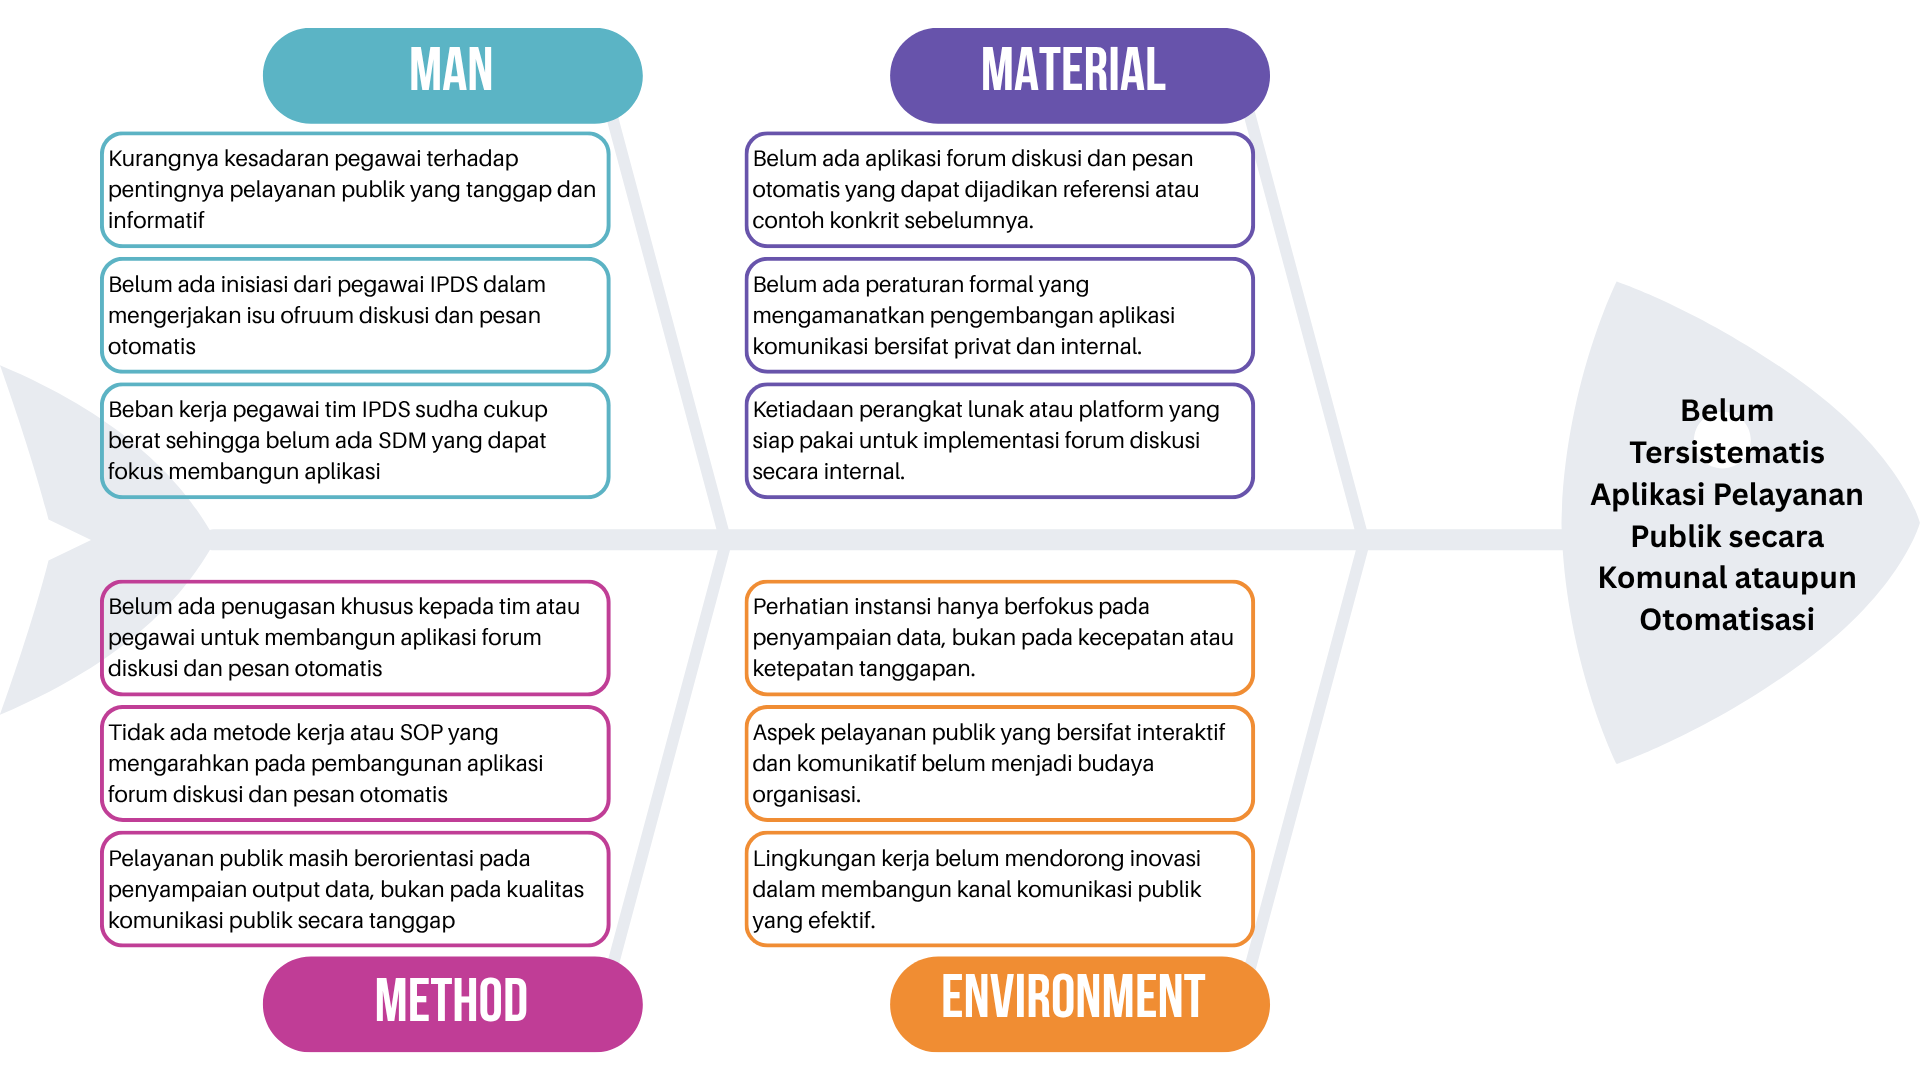 MAN
Kurangnya kesadaran pegawai terhadap
pentingnya pelayanan publik yang tanggap dan
informatif
Belum ada inisiasi dari pegawai IPDS dalam
mengerjakan isu ofruum diskusi dan pesan
otomatis
Beban kerja pegawai tim IPDS sudha cukup
berat sehingga belum ada SDM yang dapat
fokus membangun aplikasi
MATERIAL
Belum ada aplikasi forum diskusi dan pesan
otomatis yang dapat dijadikan referensi atau
contoh konkrit sebelumnya.
Belum ada peraturan formal yang
mengamanatkan pengembangan aplikasi
komunikasi bersifat privat dan internal.
Ketiadaan perangkat lunak atau platform yang
siap pakai untuk implementasi forum diskusi
secara internal.
Belum
Tersistematis
Aplikasi Pelayanan
Publik secara
Komunal ataupun
Otomatisasi
Belum ada penugasan khusus kepada tim atau
pegawai untuk membangun aplikasi forum
diskusi dan pesan otomatis
Tidak ada metode kerja atau SOP yang
mengarahkan pada pembangunan aplikasi
forum diskusi dan pesan otomatis
Pelayanan publik masih berorientasi pada
penyampaian output data, bukan pada kualitas
komunikasi publik secara tanggap
METHOD
Perhatian instansi hanya berfokus pada
penyampaian data, bukan pada kecepatan atau
ketepatan tanggapan.
Aspek pelayanan publik yang bersifat interaktif
dan komunikatif belum menjadi budaya
organisasi.
Lingkungan kerja belum mendorong inovasi
dalam membangun kanal komunikasi publik
yang efektif.
ENVIRONMENT